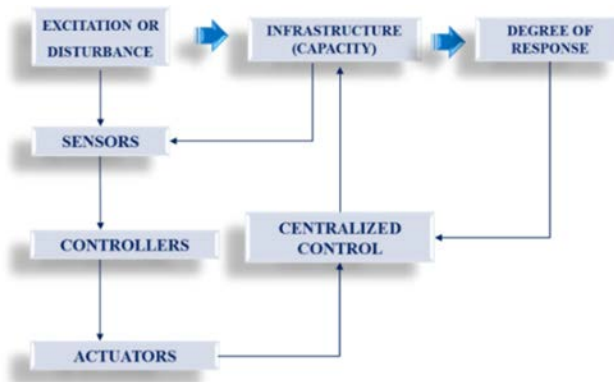 EXCITATION OR
DISTURBANCE
INFRASTRUCTURE
(CAPACITY)
DEGREE OF
RESPONSE
SENSORS
CONTROLLERS
CENTRALIZED
CONTROL
ACTUATORS